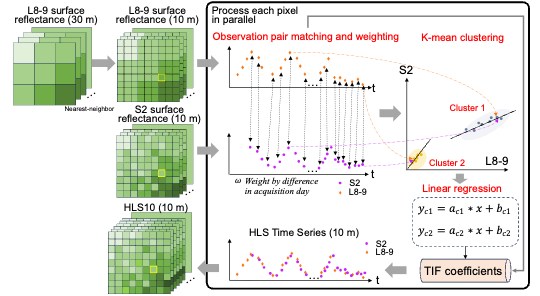 L8-9 surface
reflectance (30 m)
L8-9 surface
reflectance (10 m)
Nearest-neighbor
S2 surface
reflectance (10 m)
HLS10 (10 m)
Process each pixel
in parallel
Observation pair matching and weighting
t
...
t
...
ω Weight by difference
in acquisition day
S2
L8-9
K-mean clustering
S2
Cluster 1
Cluster 2
L8-9
Linear regression
y_{c1} = a_{c1} * x + b_{c1}
y_{c2} = a_{c2} * x + b_{c2}
TIF coefficients
HLS Time Series (10 m)
S2
L8-9
...
t